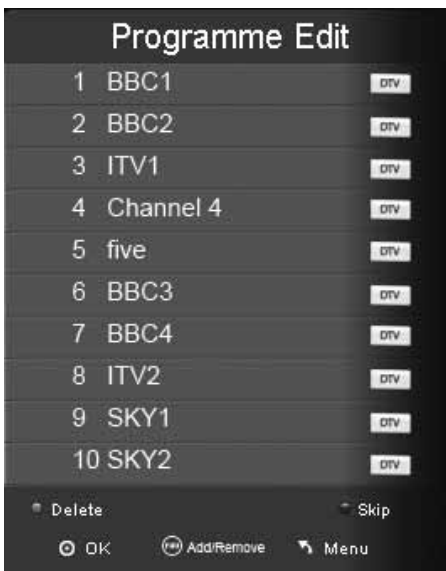 Programme Edit
1 BBC1 DTV
2 BBC2 DTV
3 ITV1 DTV
4 Channel 4 DTV
5 five DTV
6 BBC3 DTV
7 BBC4 DTV
8 ITV2 DTV
9 SKY1 DTV
10 SKY2 DTV
Delete Skip
OK Add/Remove Menu